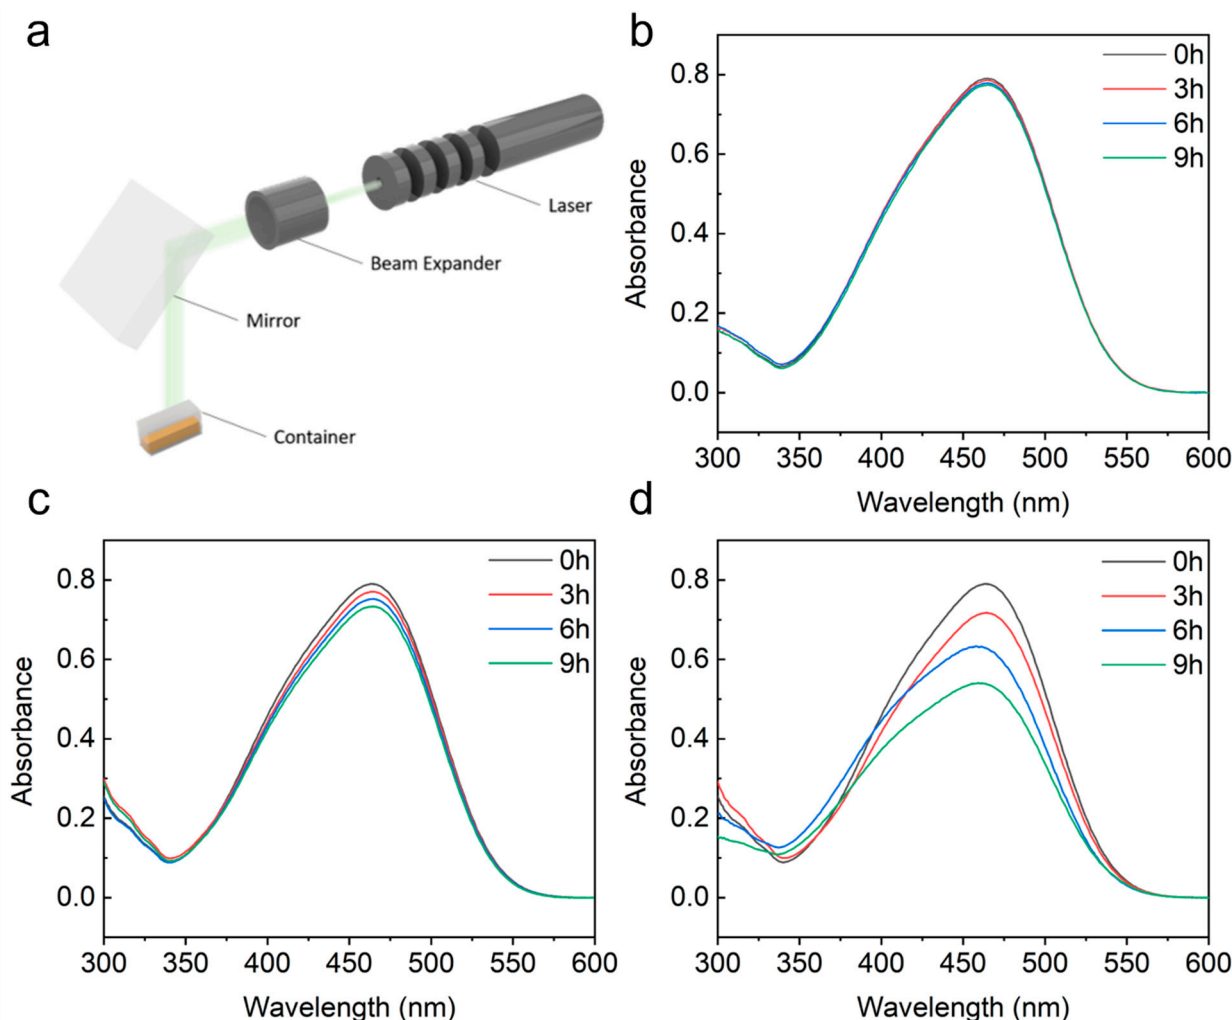 a
Laser
Beam Expander
Mirror
Container
b
0h
3h
6h
9h
Absorbance
0.8
0.6
0.4
0.2
0.0
300 350 400 450 500 550 600
Wavelength (nm)
c
0h
3h
6h
9h
Absorbance
0.8
0.6
0.4
0.2
0.0
300 350 400 450 500 550 600
Wavelength (nm)
d
0h
3h
6h
9h
Absorbance
0.8
0.6
0.4
0.2
0.0
300 350 400 450 500 550 600
Wavelength (nm)